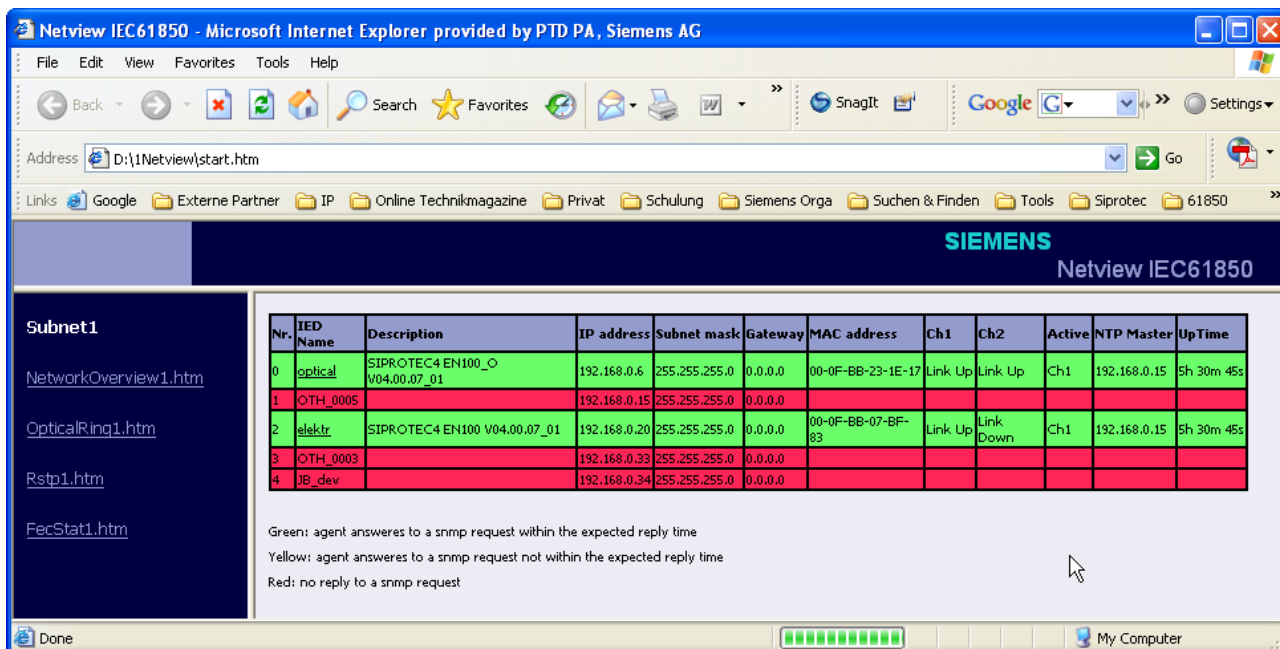 Netview IEC61850 - Microsoft Internet Explorer provided by PTD PA, Siemens AG
File Edit View Favorites Tools Help
Back Search Favorites W » SnagIt Google G Settings
Address D:\1Netview\start.htm Go
Links Google Externe Partner IP Online Technikmagazine Privat Schulung Siemens Orga Suchen & Finden Tools Siprotec 61850 »
SIEMENS
Netview IEC61850
Subnet1
NetworkOverview1.htm
OpticalRing1.htm
Rstp1.htm
FecStat1.htm
Nr. IED Name Description IP address Subnet mask Gateway MAC address Ch1 Ch2 Active NTP Master UpTime
0 optical SIPROTEC4 EN100_O V04.00.07_01 192.168.0.6 255.255.255.0 0.0.0.0 00-0F-BB-23-1E-17 Link Up Link Up Ch1 192.168.0.15 5h 30m 45s
1 OTH_0005 192.168.0.15 255.255.255.0 0.0.0.0
2 elektr SIPROTEC4 EN100 V04.00.07_01 192.168.0.20 255.255.255.0 0.0.0.0 00-0F-BB-07-BF-83 Link Up Link Down Ch1 192.168.0.15 5h 30m 45s
3 OTH_0003 192.168.0.33 255.255.255.0 0.0.0.0
4 JB_dev 192.168.0.34 255.255.255.0 0.0.0.0
Green: agent answeres to a snmp request within the expected reply time
Yellow: agent answeres to a snmp request not within the expected reply time
Red: no reply to a snmp request
Done My Computer